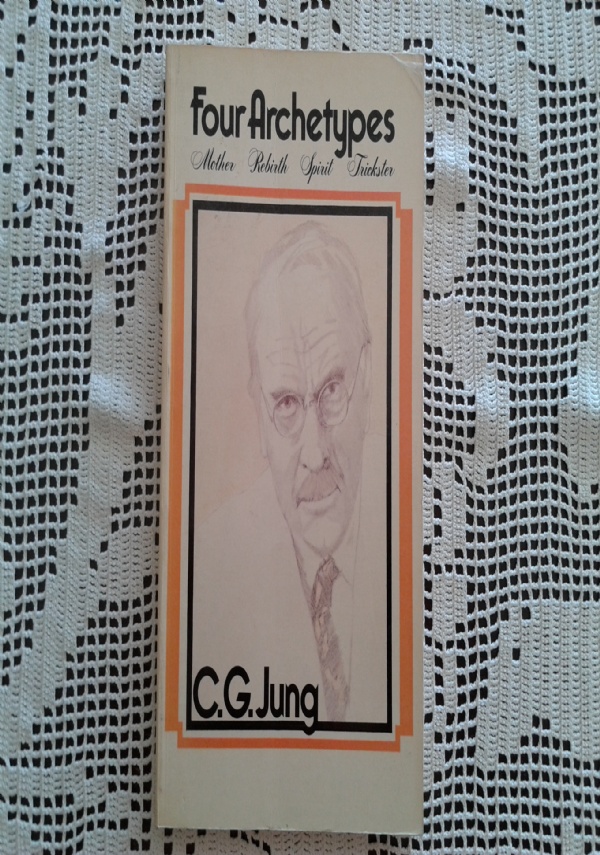 Four Archetypes
Mother Rebirth Spirit Trickster
C.G. Jung